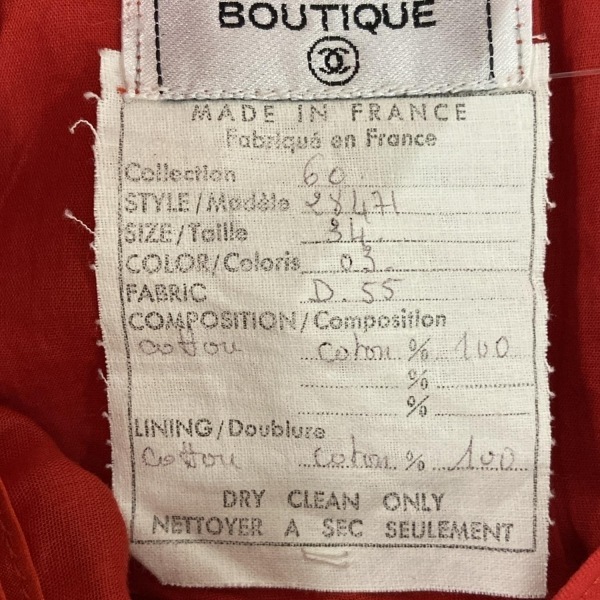 BOUTIQUE
MADE IN FRANCE
Fabriqué en France
Collection 60
STYLE/Modèle 28471
SIZE/Taille 34
COLOR/Coloris 03
FABRIC D.55
COMPOSITION/Composition
cotton coton % 100
%
%
LINING/Doublure
cotton coton % 100
DRY CLEAN ONLY
NETTOYER A SEC SEULEMENT